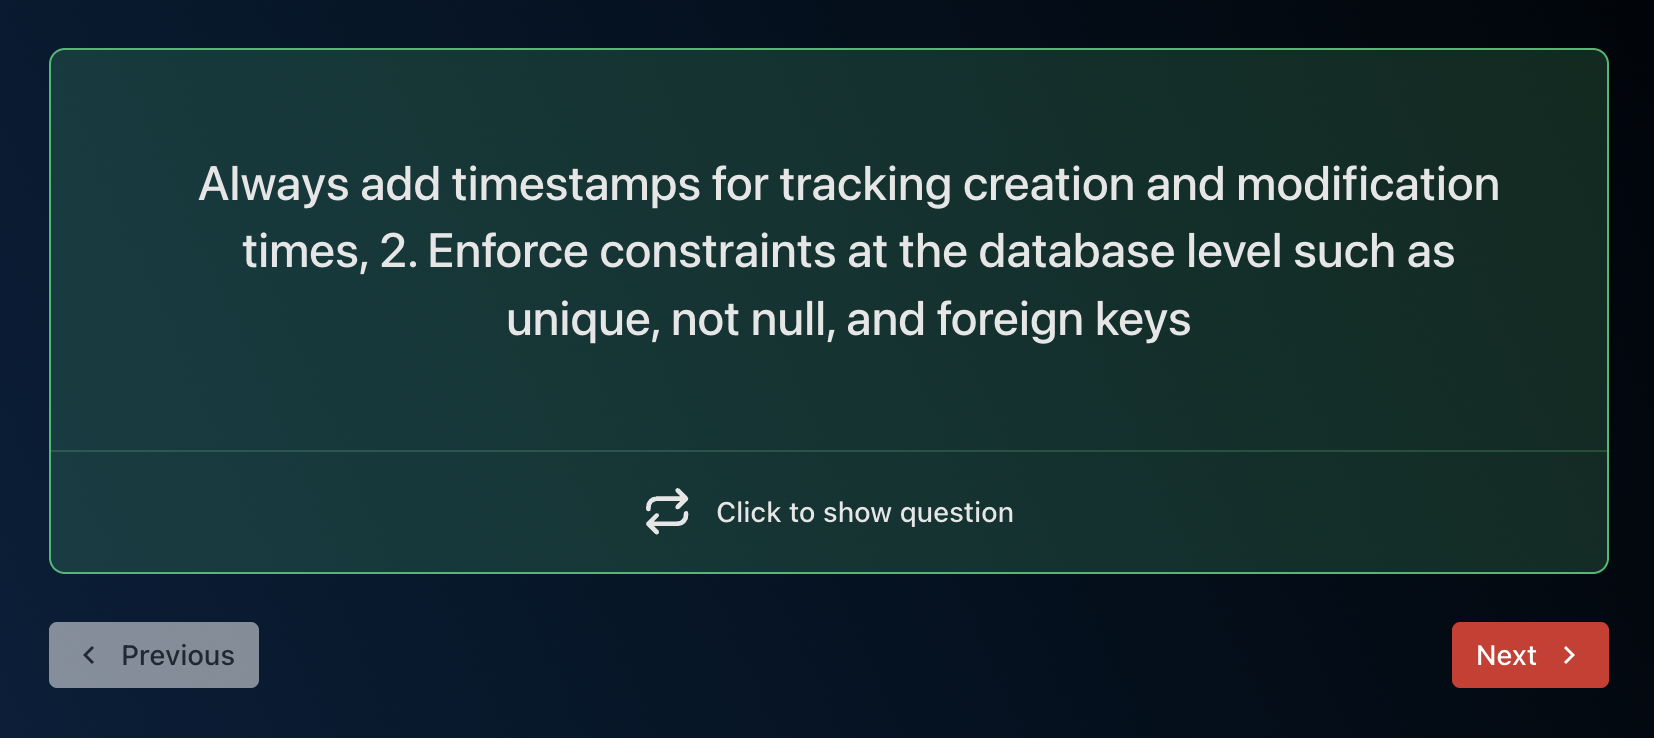 Always add timestamps for tracking creation and modification
times, 2. Enforce constraints at the database level such as
unique, not null, and foreign keys
Click to show question
Previous
Next